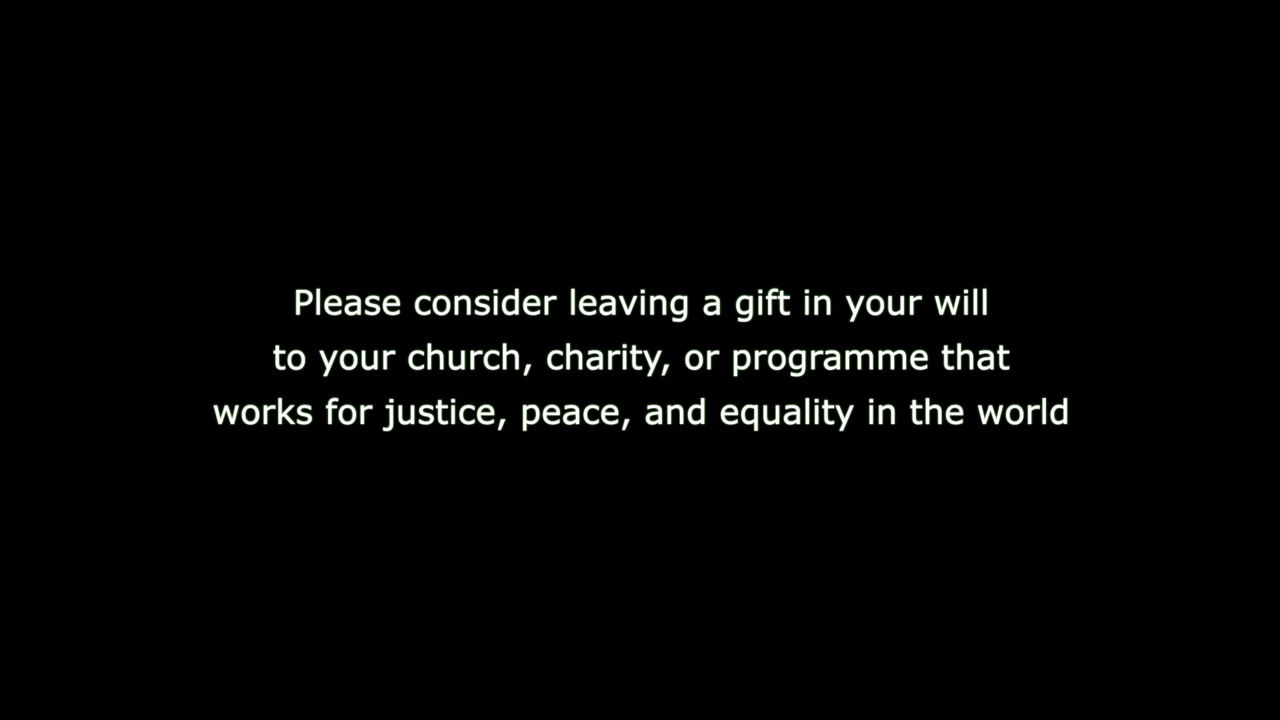 Please consider leaving a gift in your will
to your church, charity, or programme that
works for justice, peace, and equality in the world